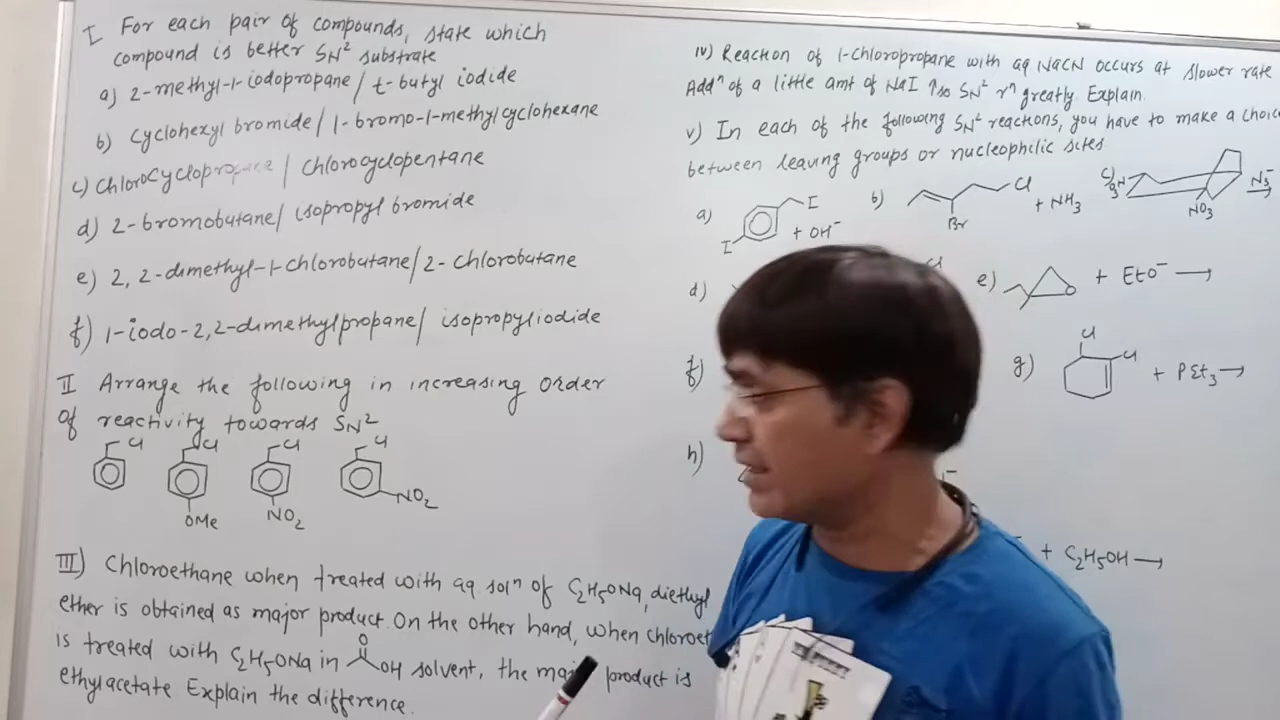 I For each pair of compounds, state which
compound is better SN² substrate
a) 2-methyl-1-iodopropane / t-butyl iodide
b) Cyclohexyl bromide / 1-bromo-1-methylcyclohexane
c) Chlorocyclopropane / Chlorocyclopentane
d) 2-bromobutane / isopropyl bromide
e) 2, 2-dimethyl-1-chlorobutane / 2-chlorobutane
f) 1-iodo-2,2-dimethylpropane / isopropyliodide
II Arrange the following in increasing order
of reactivity towards SN²
Cl Cl Cl Cl
OMe NO₂ NO₂
III) Chloroethane when treated with aq solⁿ of C₂H₅ONa, diethyl
ether is obtained as major product. On the other hand, when chloroet
is treated with C₂H₅ONa in O OH solvent, the major product is
ethylacetate Explain the difference.
IV) Reaction of 1-chloropropane with aq NaCN occurs at slower rate
Addⁿ of a little amt of NaI ↑so SN² rⁿ greatly. Explain.
V) In each of the following SN² reactions, you have to make a choic
between leaving groups or nucleophilic sites
a) I I + OH⁻
b) Cl Br + NH₃
c) NO₃ N₃⁻
d) Cl
e) O + EtO⁻ →
f)
g) Cl Cl + PEt₃ →
h)
+ C₂H₅OH →